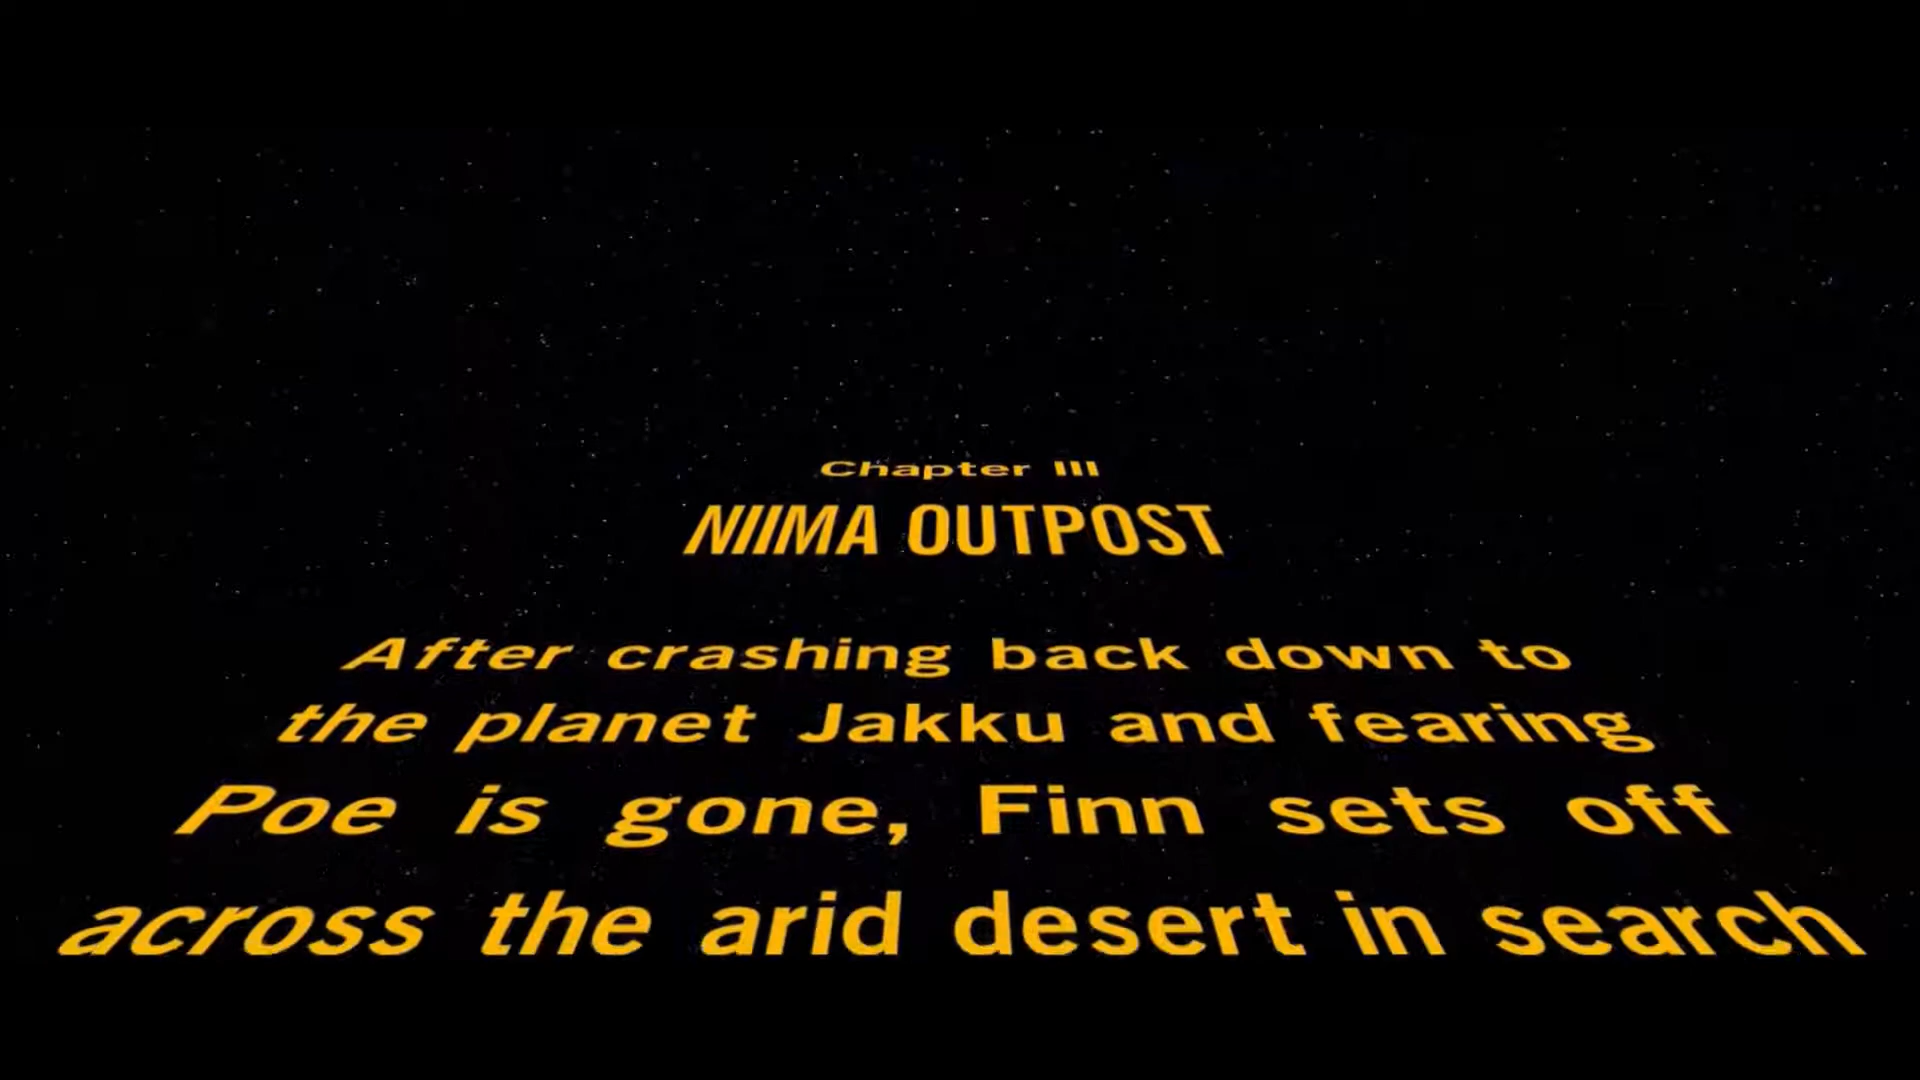 Chapter III
NIIMA OUTPOST
After crashing back down to
the planet Jakku and fearing
Poe is gone, Finn sets off
across the arid desert in search